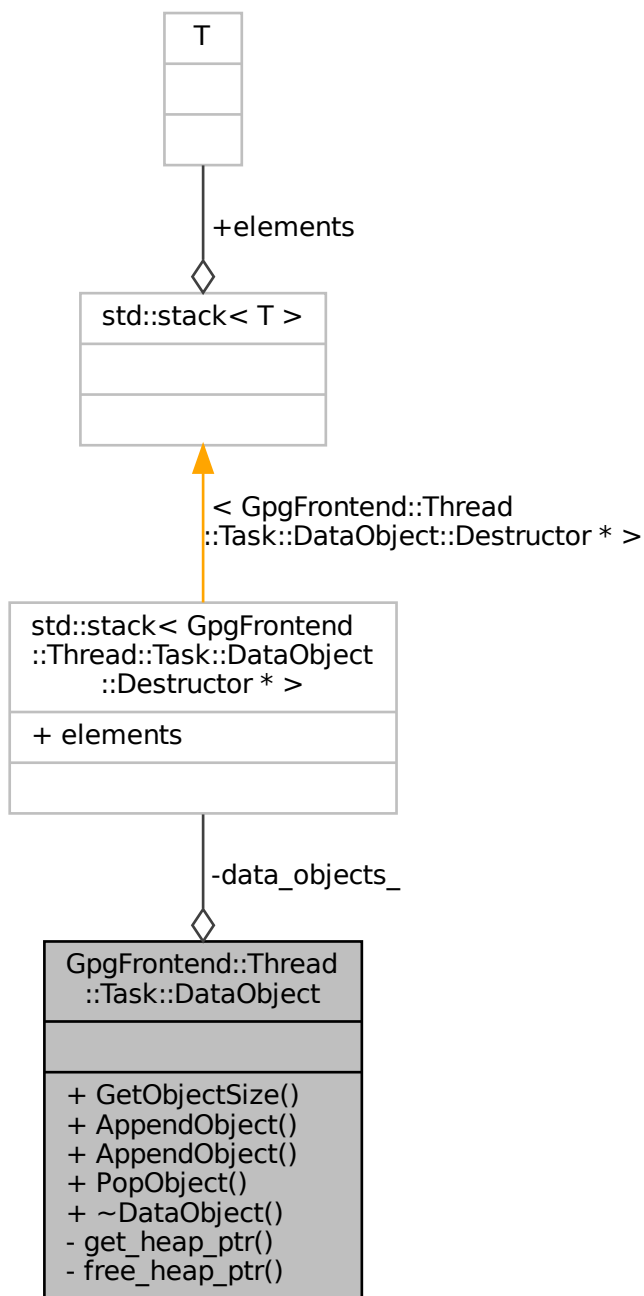 T
+elements
std::stack< T >
< GpgFrontend::Thread
::Task::DataObject::Destructor * >
std::stack< GpgFrontend
::Thread::Task::DataObject
::Destructor * >
+ elements
-data_objects_
GpgFrontend::Thread
::Task::DataObject
+ GetObjectSize()
+ AppendObject()
+ AppendObject()
+ PopObject()
+ ~DataObject()
- get_heap_ptr()
- free_heap_ptr()